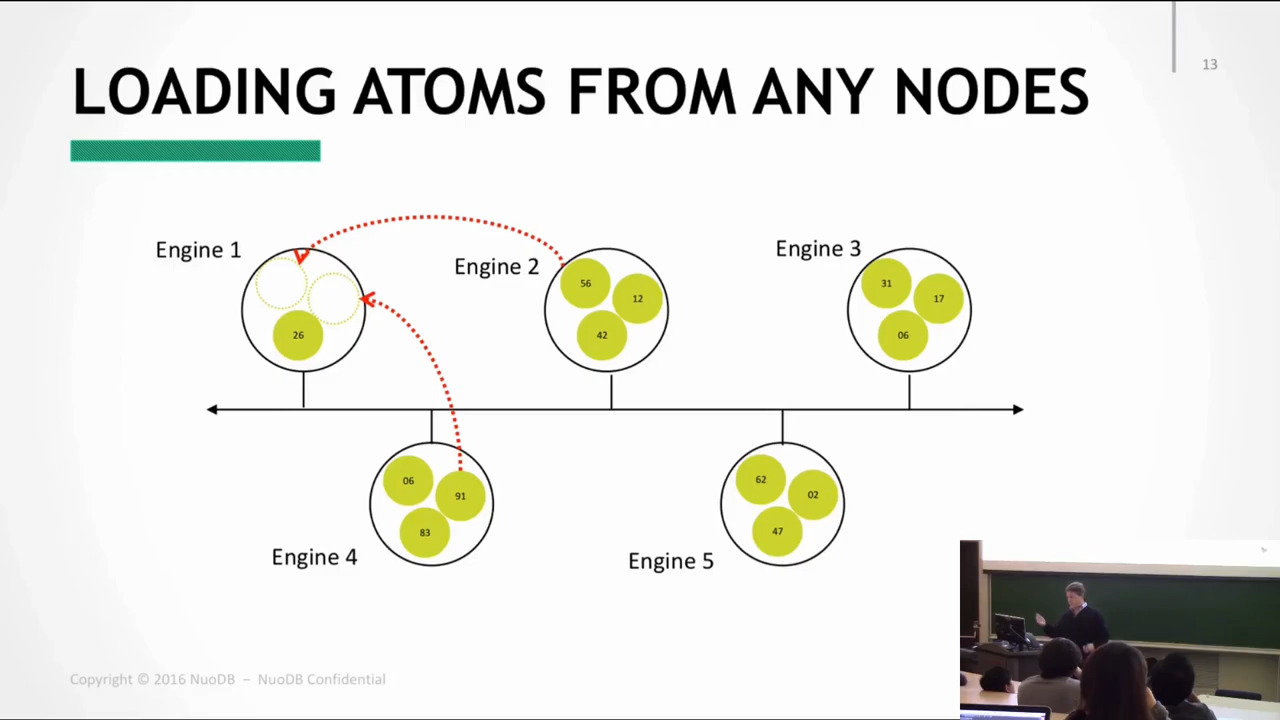 13
LOADING ATOMS FROM ANY NODES
Engine 1
Engine 2
Engine 3
26
56
12
42
31
17
06
06
91
83
62
02
47
Engine 4
Engine 5
Copyright © 2016 NuoDB – NuoDB Confidential